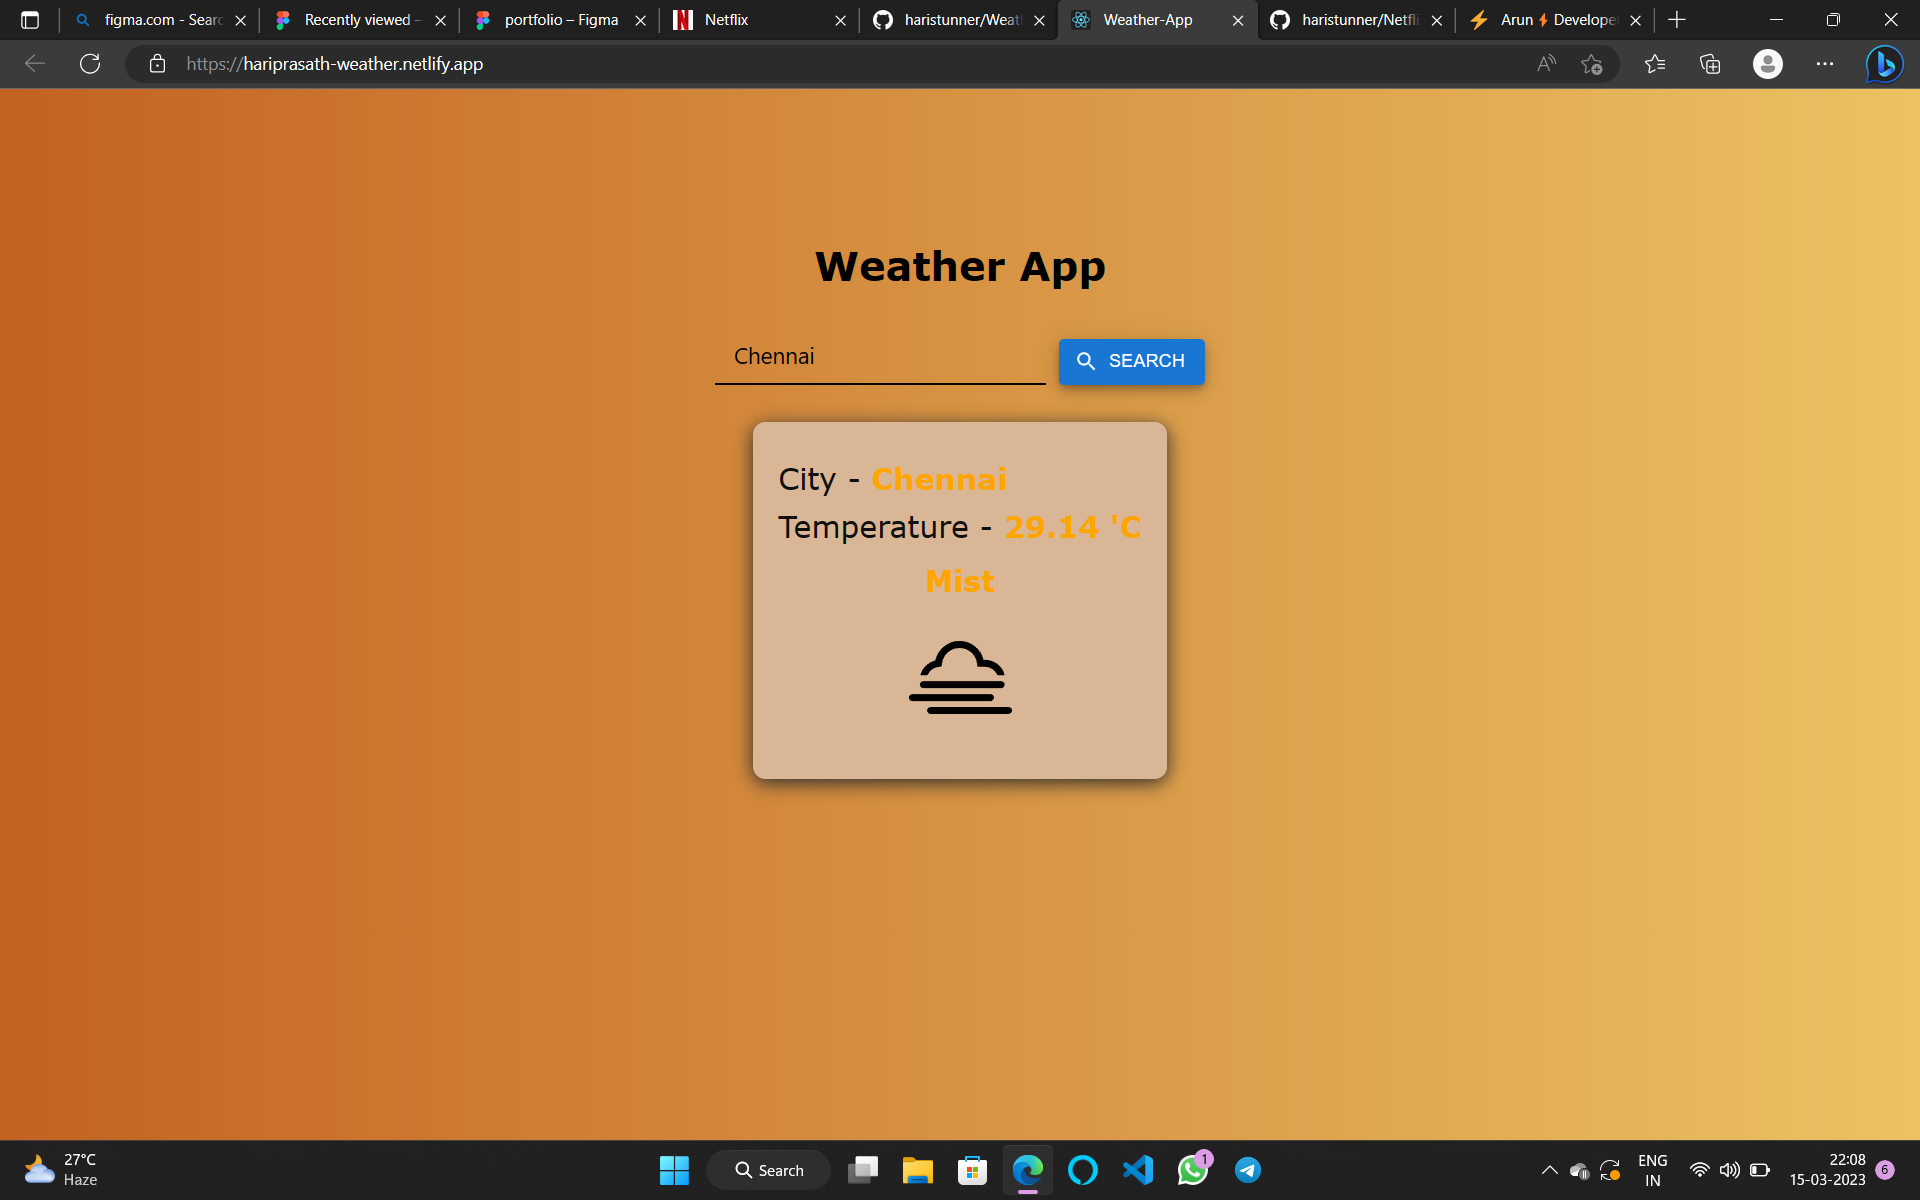 figma.com - Searc
Recently viewed –
portfolio – Figma
Netflix
haristunner/Weat
Weather-App
haristunner/Netfli
Arun ⚡ Develope
https://hariprasath-weather.netlify.app
Weather App
Chennai
SEARCH
City - Chennai
Temperature - 29.14 'C
Mist
27°C
Haze
Search
1
ENG
IN
22:08
15-03-2023
6